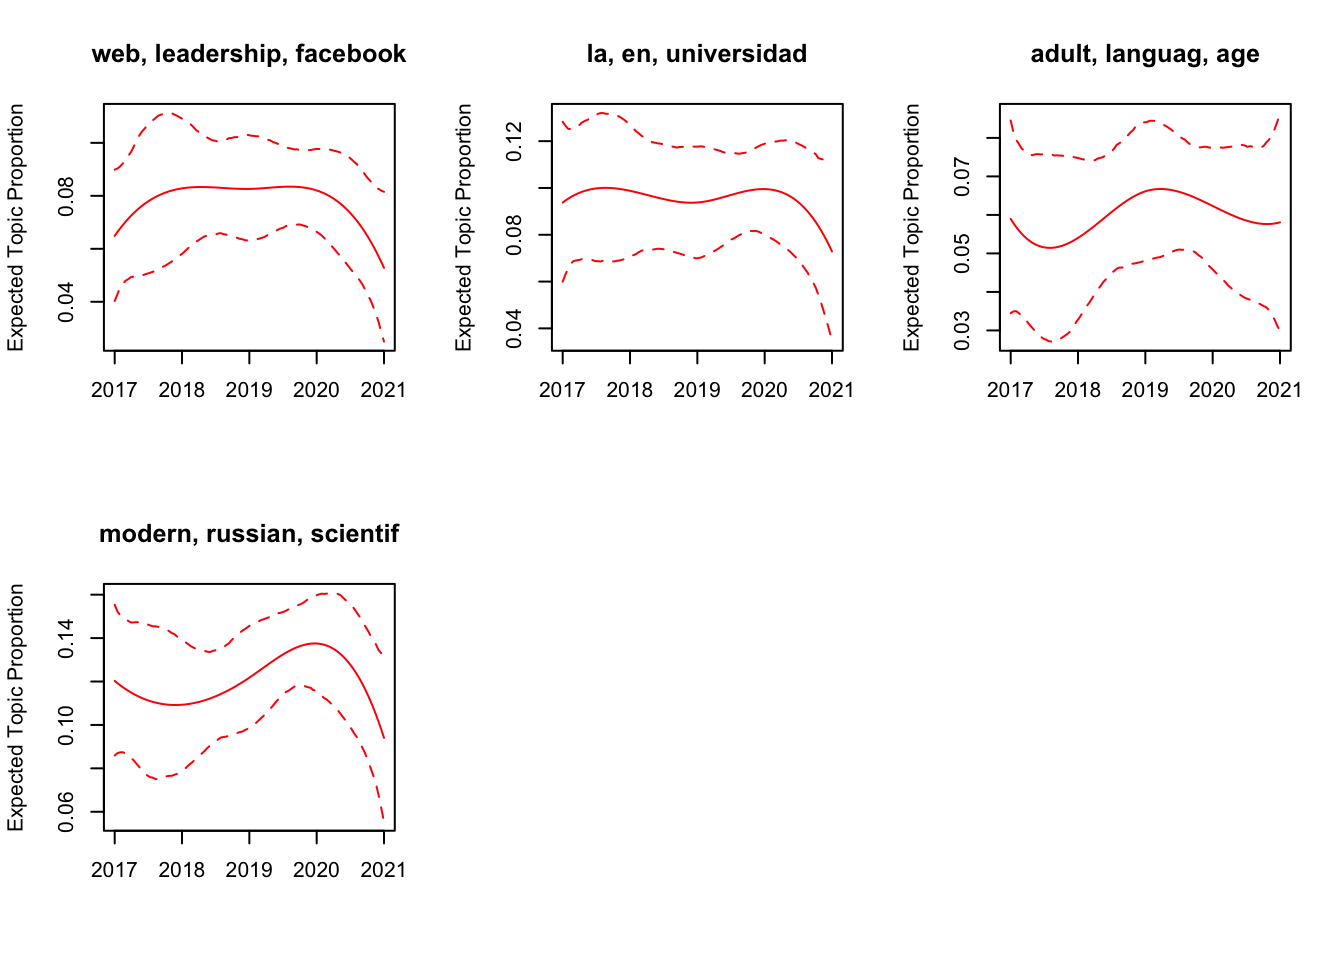 web, leadership, facebook
Expected Topic Proportion
0.04 0.08
2017 2018 2019 2020 2021
la, en, universidad
Expected Topic Proportion
0.04 0.08 0.12
2017 2018 2019 2020 2021
adult, languag, age
Expected Topic Proportion
0.03 0.05 0.07
2017 2018 2019 2020 2021
modern, russian, scientif
Expected Topic Proportion
0.06 0.10 0.14
2017 2018 2019 2020 2021